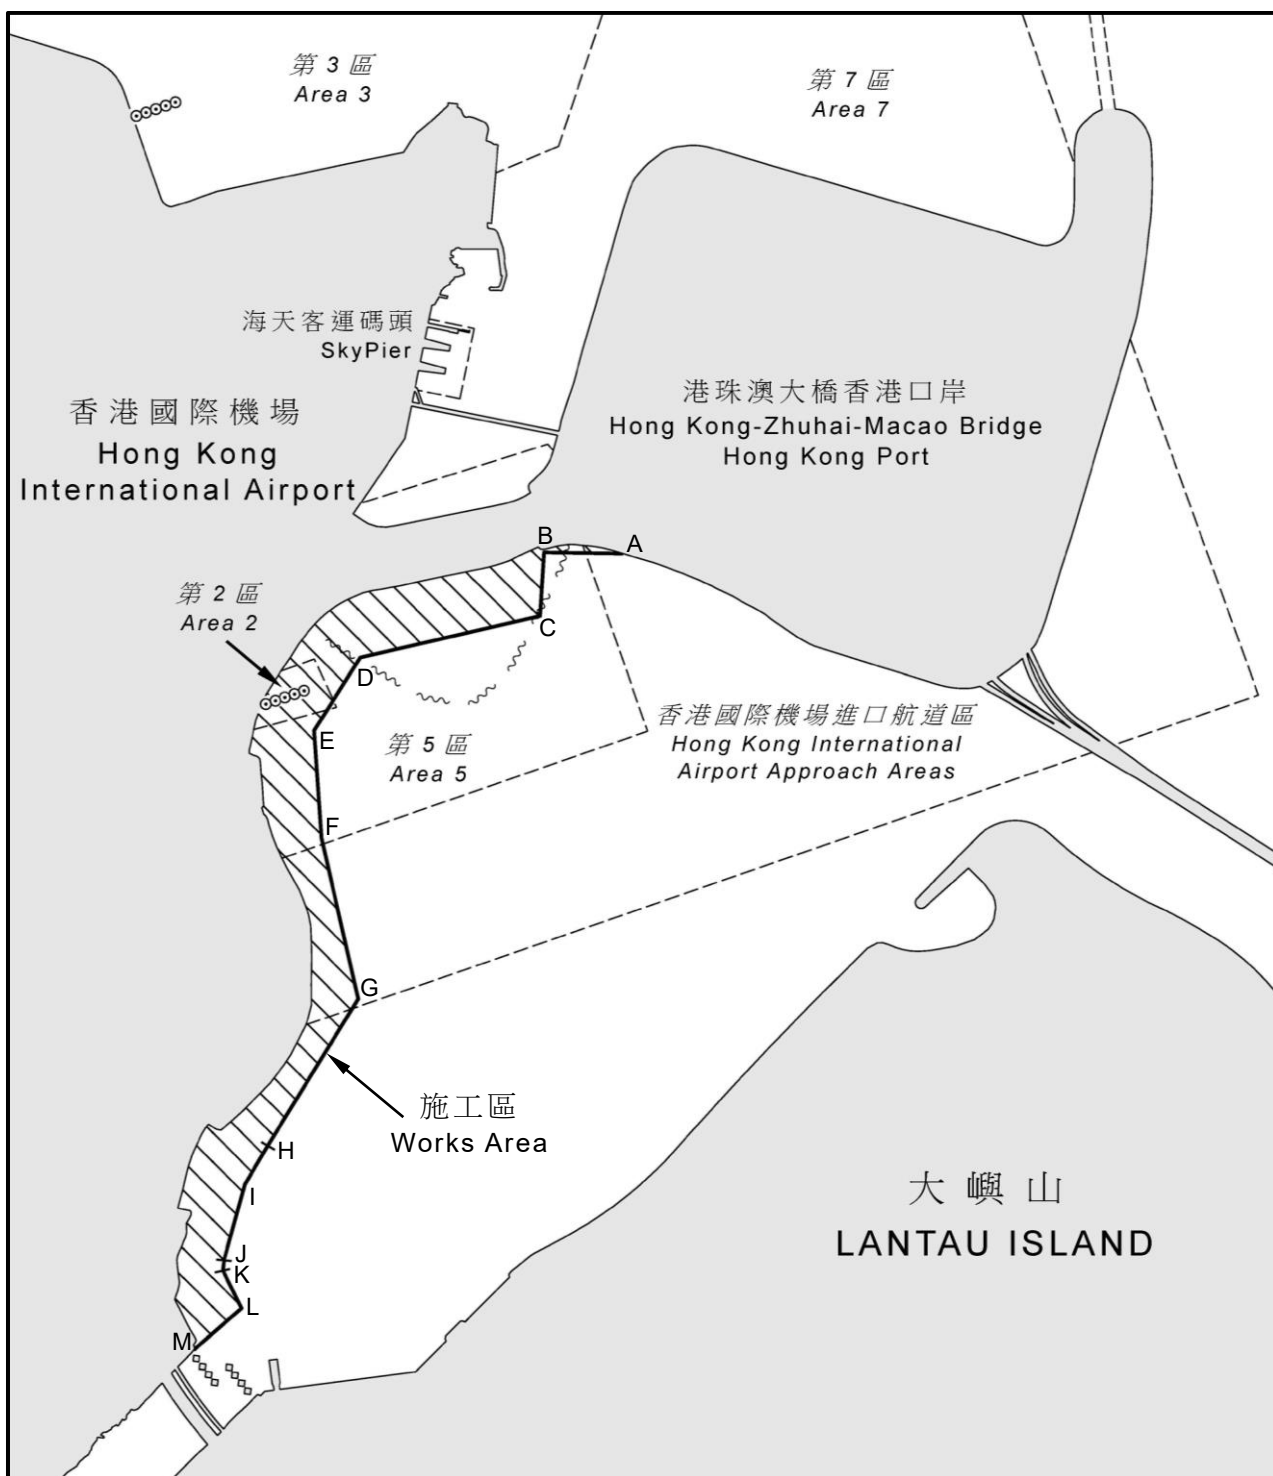 第 3 區
Area 3
第 7 區
Area 7
海天客運碼頭
SkyPier
香港國際機場
Hong Kong
International Airport
港珠澳大橋香港口岸
Hong Kong-Zhuhai-Macao Bridge
Hong Kong Port
B
A
第 2 區
Area 2
C
D
E
第 5 區
Area 5
香港國際機場進口航道區
Hong Kong International
Airport Approach Areas
F
G
施工區
Works Area
H
I
大嶼山
LANTAU ISLAND
J
K
L
M